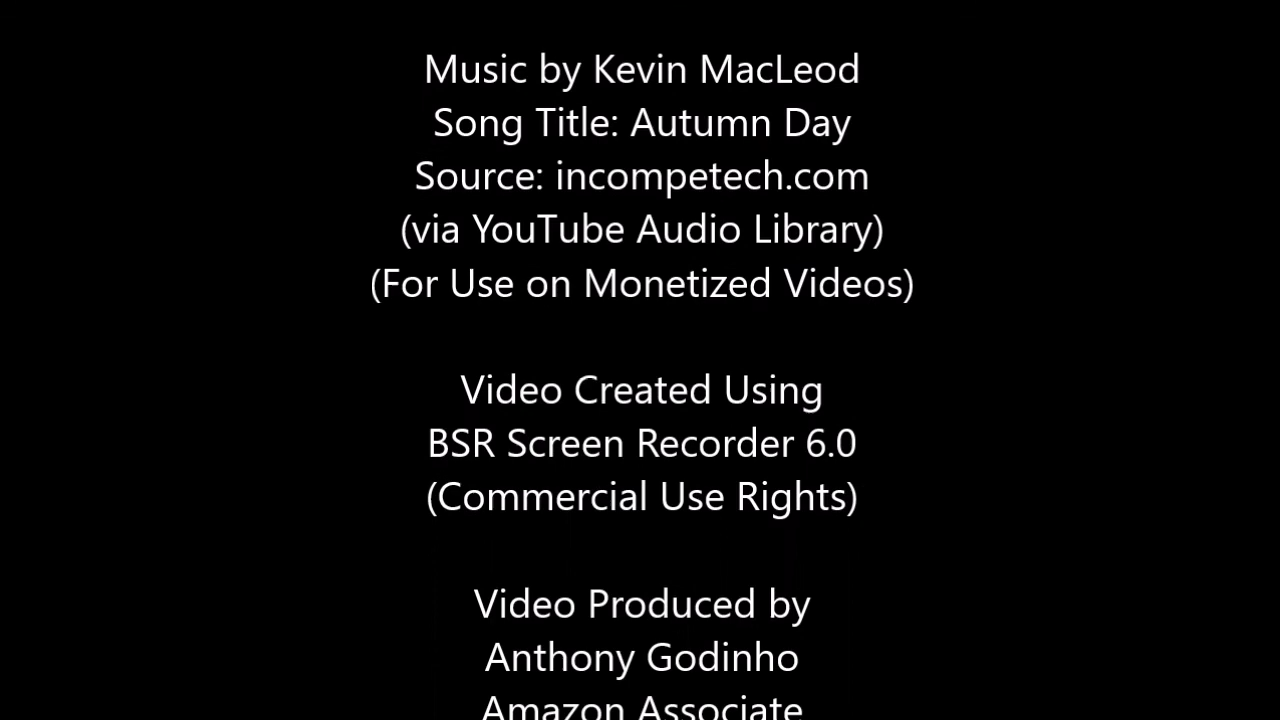 Music by Kevin MacLeod
Song Title: Autumn Day
Source: incompetech.com
(via YouTube Audio Library)
(For Use on Monetized Videos)
Video Created Using
BSR Screen Recorder 6.0
(Commercial Use Rights)
Video Produced by
Anthony Godinho
Amazon Associate